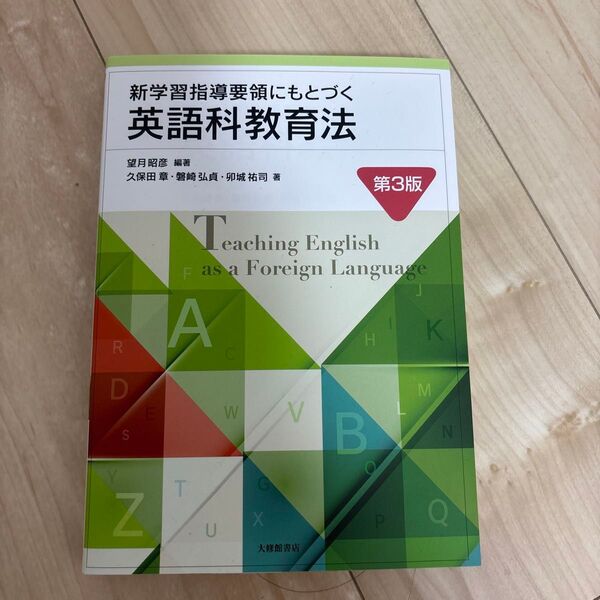 新学習指導要領にもとづく
英語科教育法
望月昭彦 編著
久保田 章・磐崎 弘貞・卯城 祐司 著
第3版
Teaching English
as a Foreign Language
F
J
A
C
H
I
K
R
D
E
W
V
L
M
S
B
N
Y
T
G
O
P
Z
U
X
Q
大修館書店